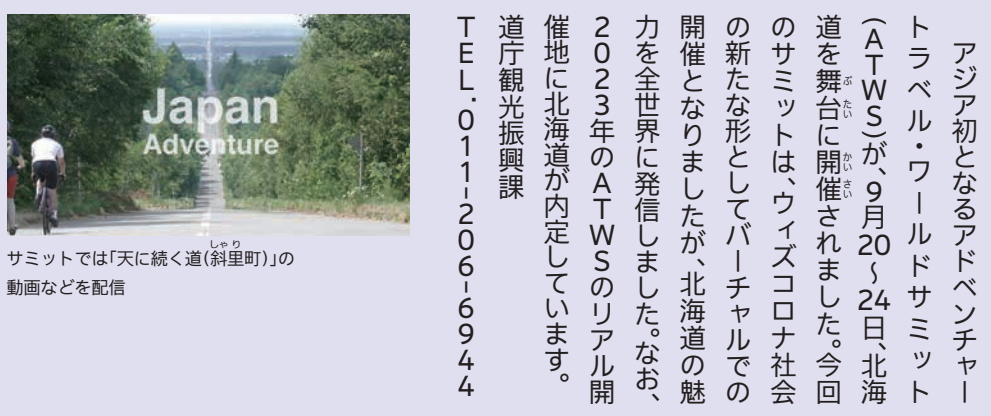 アジア初となるアドベンチャー
トラベル・ワールドサミット
(ATWS)が、9月20～24日、北海
道を舞台に開催されました。今回
のサミットは、ウィズコロナ社会
の新たな形としてバーチャルでの
開催となりましたが、北海道の魅
力を全世界に発信しました。なお、
2023年のATWSのリアル開
催地に北海道が内定しています。
道庁観光振興課
TEL.011-206-6944
Japan
Adventure
サミットでは「天に続く道(斜里町)」の
動画などを配信